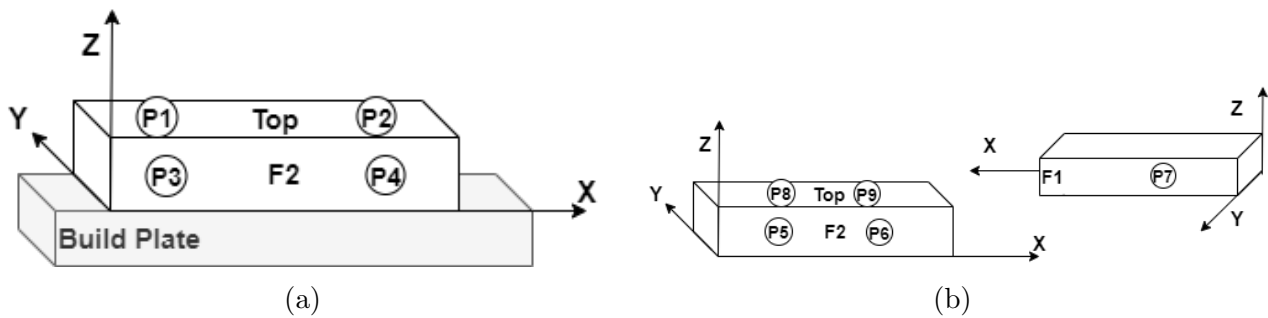 Z
Y
P1 Top P2
P3 F2 P4
X
Build Plate
(a)
Z
Y
P8 Top P9
P5 F2 P6
X
Z
X
F1 P7
Y
(b)